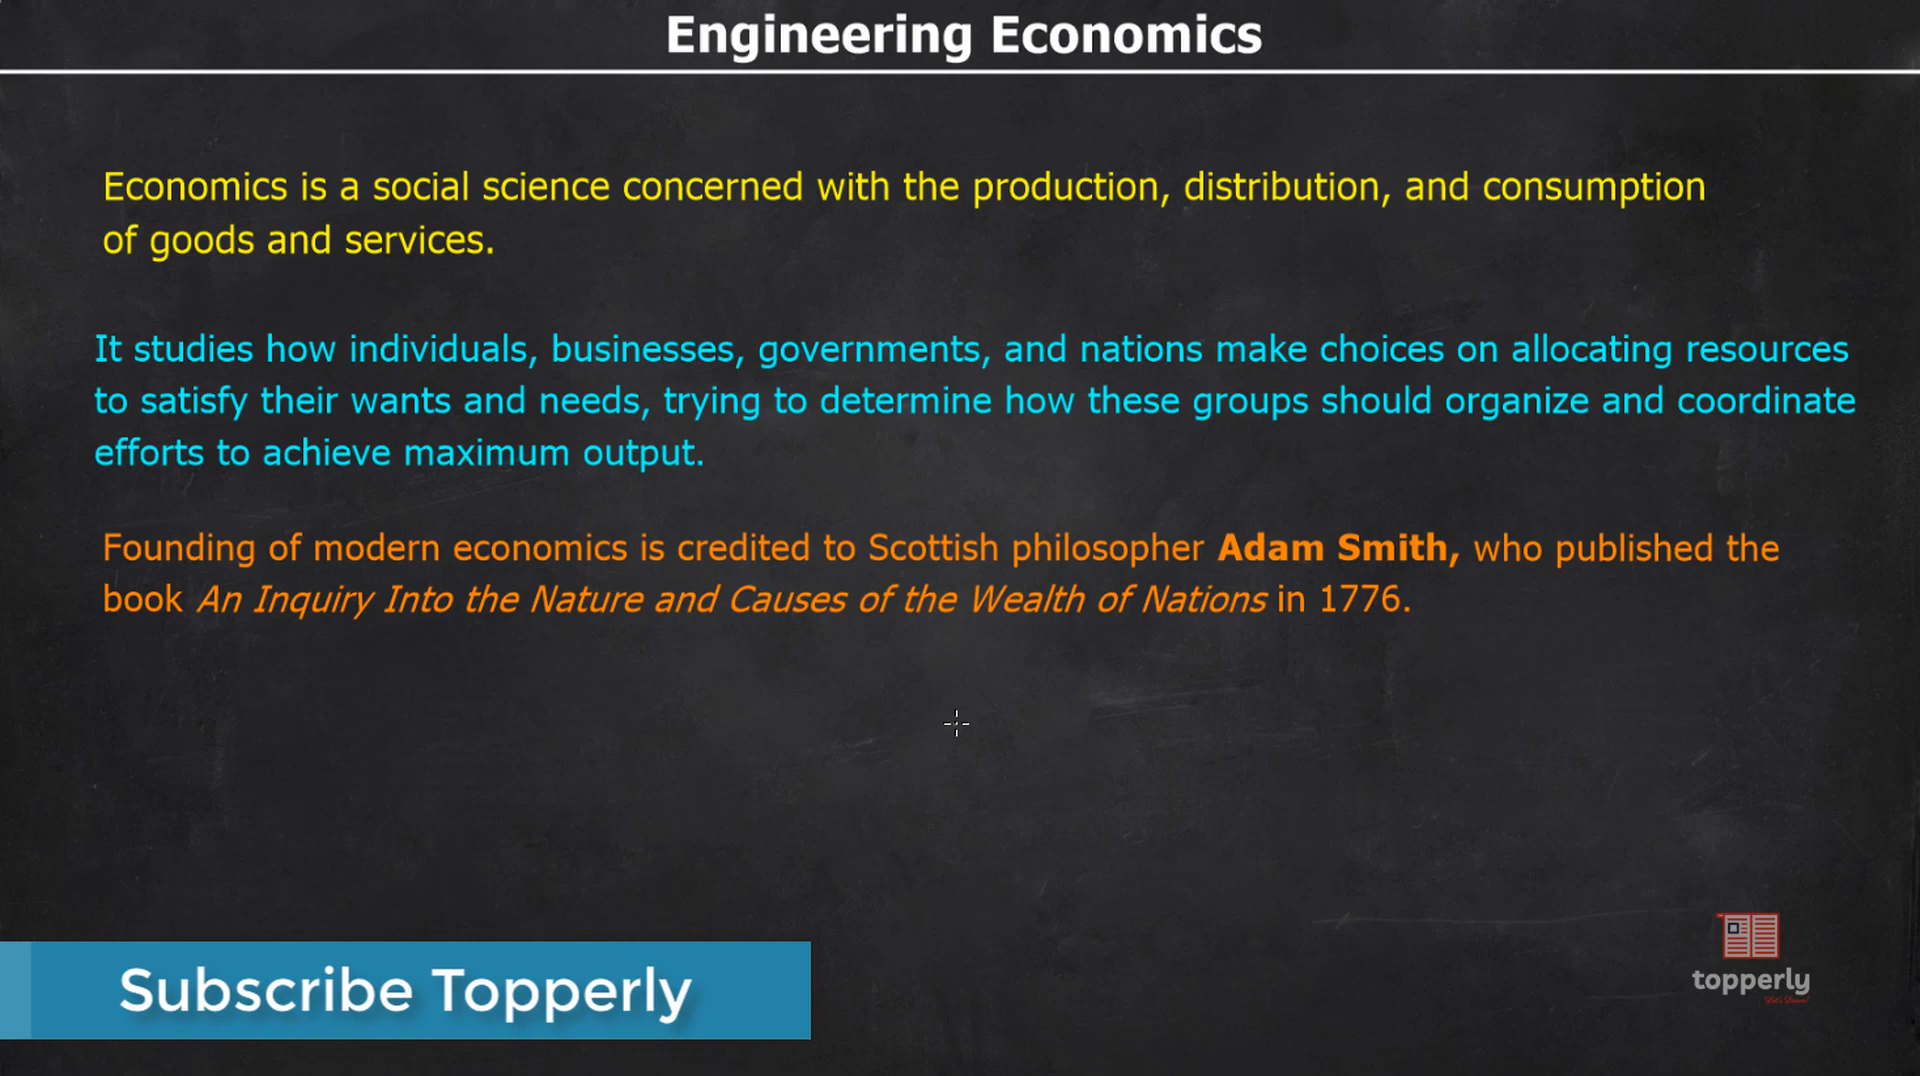 Engineering Economics
Economics is a social science concerned with the production, distribution, and consumption
of goods and services.
It studies how individuals, businesses, governments, and nations make choices on allocating resources
to satisfy their wants and needs, trying to determine how these groups should organize and coordinate
efforts to achieve maximum output.
Founding of modern economics is credited to Scottish philosopher Adam Smith, who published the
book An Inquiry Into the Nature and Causes of the Wealth of Nations in 1776.
Subscribe Topperly
topperly